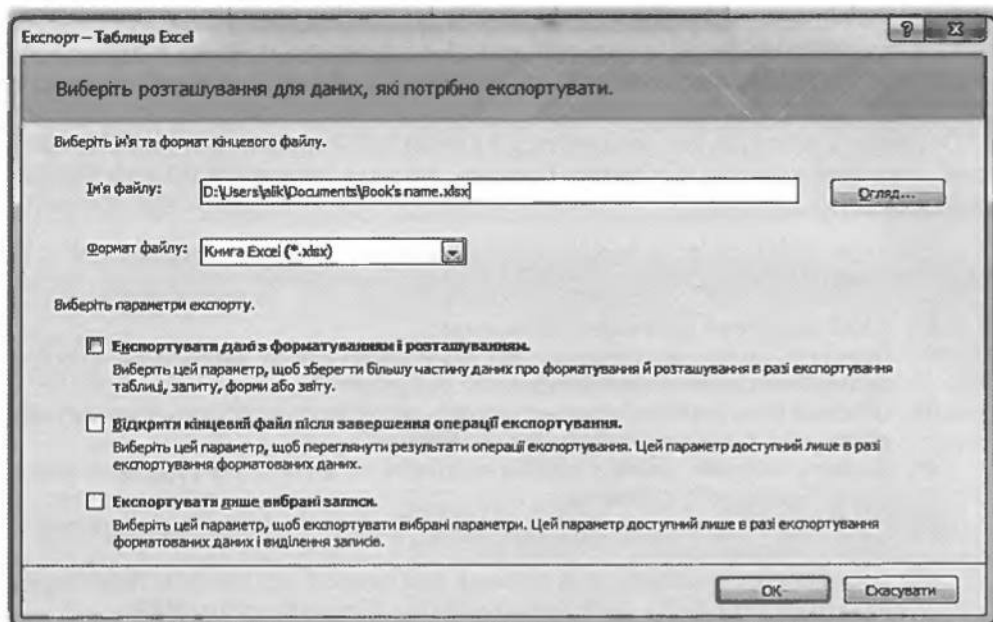 Експорт – Таблиця Excel
Виберіть розташування для даних, які потрібно експортувати.
Виберіть ім'я та формат кінцевого файлу.
Ім'я файлу: D:\Users\alik\Documents\Book's name.xlsx Огляд...
Формат файлу: Книга Excel (*.xlsx)
Виберіть параметри експорту.
Експортувати дані з форматуванням і розташуванням.
Виберіть цей параметр, щоб зберегти більшу частину даних про форматування й розташування в разі експортування
таблиці, запиту, форми або звіту.
Відкрити кінцевий файл після завершення операції експортування.
Виберіть цей параметр, щоб переглянути результати операції експортування. Цей параметр доступний лише в разі
експортування форматованих даних.
Експортувати лише вибрані записи.
Виберіть цей параметр, щоб експортувати вибрані параметри. Цей параметр доступний лише в разі експортування
форматованих даних і виділення записів.
ОК Скасувати